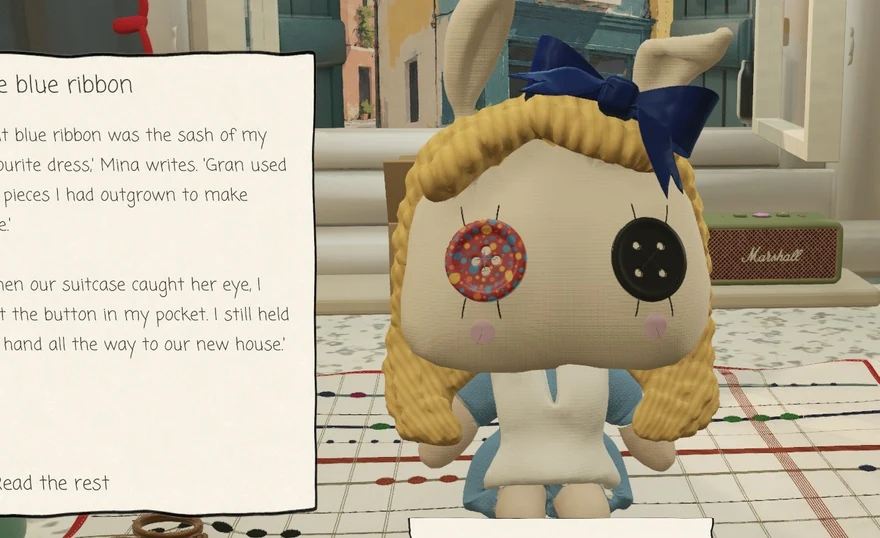 e blue ribbon
t blue ribbon was the sash of my
ourite dress,' Mina writes. 'Gran used
pieces I had outgrown to make
e.'
hen our suitcase caught her eye, I
t the button in my pocket. I still held
hand all the way to our new house.'
Read the rest
Marshall